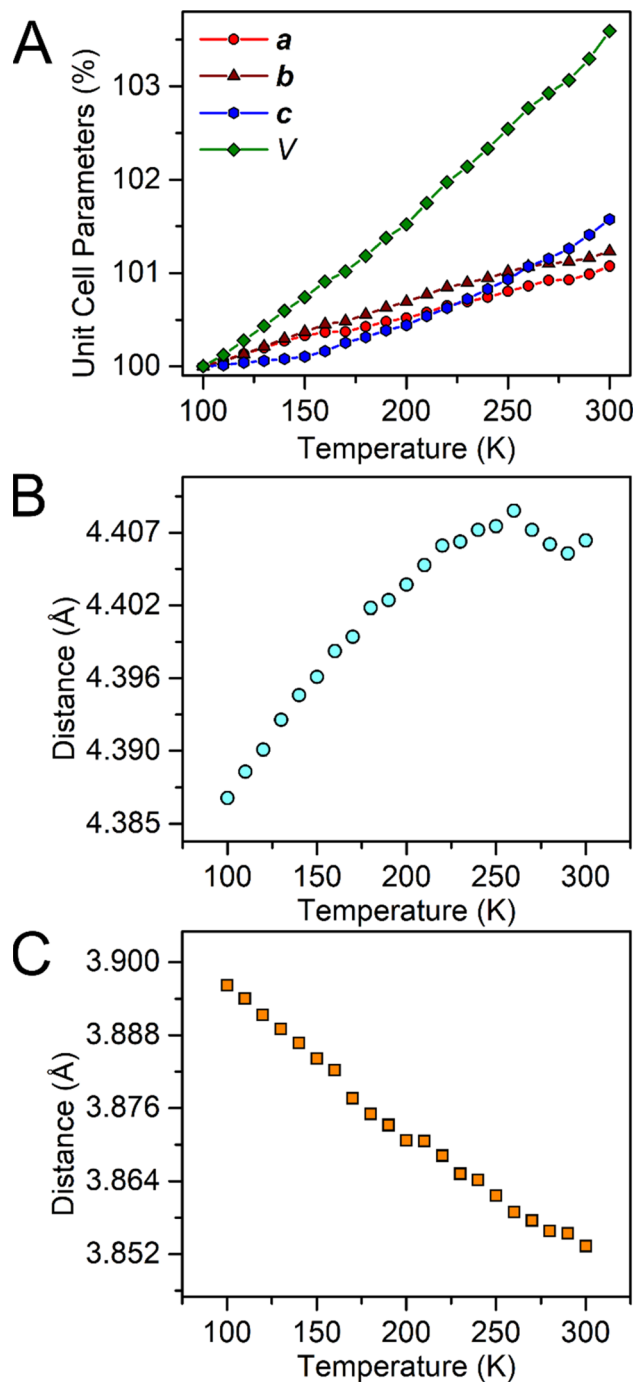 A
a
b
c
V
Unit Cell Parameters (%)
103
102
101
100
100 150 200 250 300
Temperature (K)
B
Distance (Å)
4.407
4.402
4.396
4.390
4.385
100 150 200 250 300
Temperature (K)
C
Distance (Å)
3.900
3.888
3.876
3.864
3.852
100 150 200 250 300
Temperature (K)